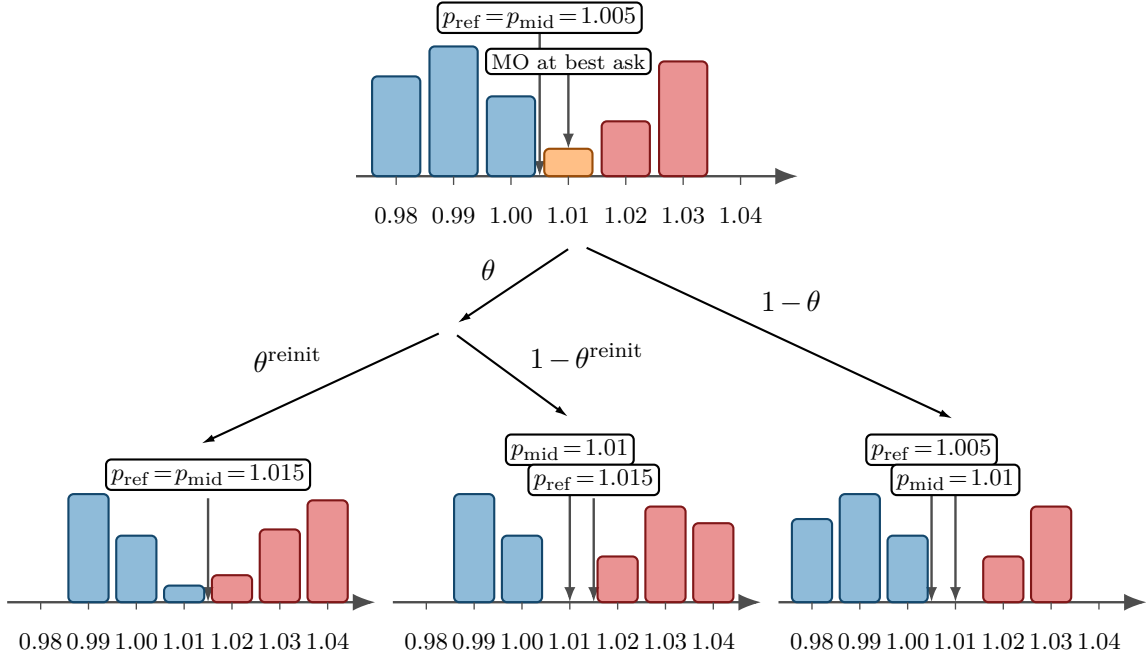 p_ref = p_mid = 1.005
MO at best ask
0.98 0.99 1.00 1.01 1.02 1.03 1.04
θ
1 − θ
θ^reinit
1 − θ^reinit
p_ref = p_mid = 1.015
p_mid = 1.01
p_ref = 1.015
p_ref = 1.005
p_mid = 1.01
0.98 0.99 1.00 1.01 1.02 1.03 1.04
0.98 0.99 1.00 1.01 1.02 1.03 1.04
0.98 0.99 1.00 1.01 1.02 1.03 1.04